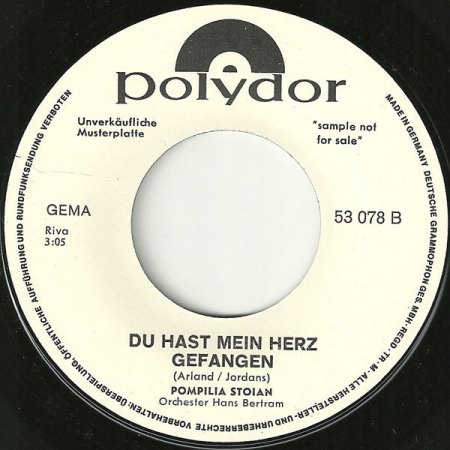 polydor
Unverkäufliche
Musterplatte
"sample not
for sale"
GEMA
53 078 B
Riva
3:05
DU HAST MEIN HERZ
GEFANGEN
(Arland / Jordans)
POMPILIA STOIAN
Orchester Hans Bertram
MADE IN GERMANY DEUTSCHE GRAMMOPHON GES. MBH - REGD - TR - M - ALLE HERSTELLER- UND URHEBERRECHTE VORBEHALTEN: ÜBERSPIELUNG, ÖFFENTLICHE AUFFÜHRUNG UND RUNDFUNKSENDUNG VERBOTEN